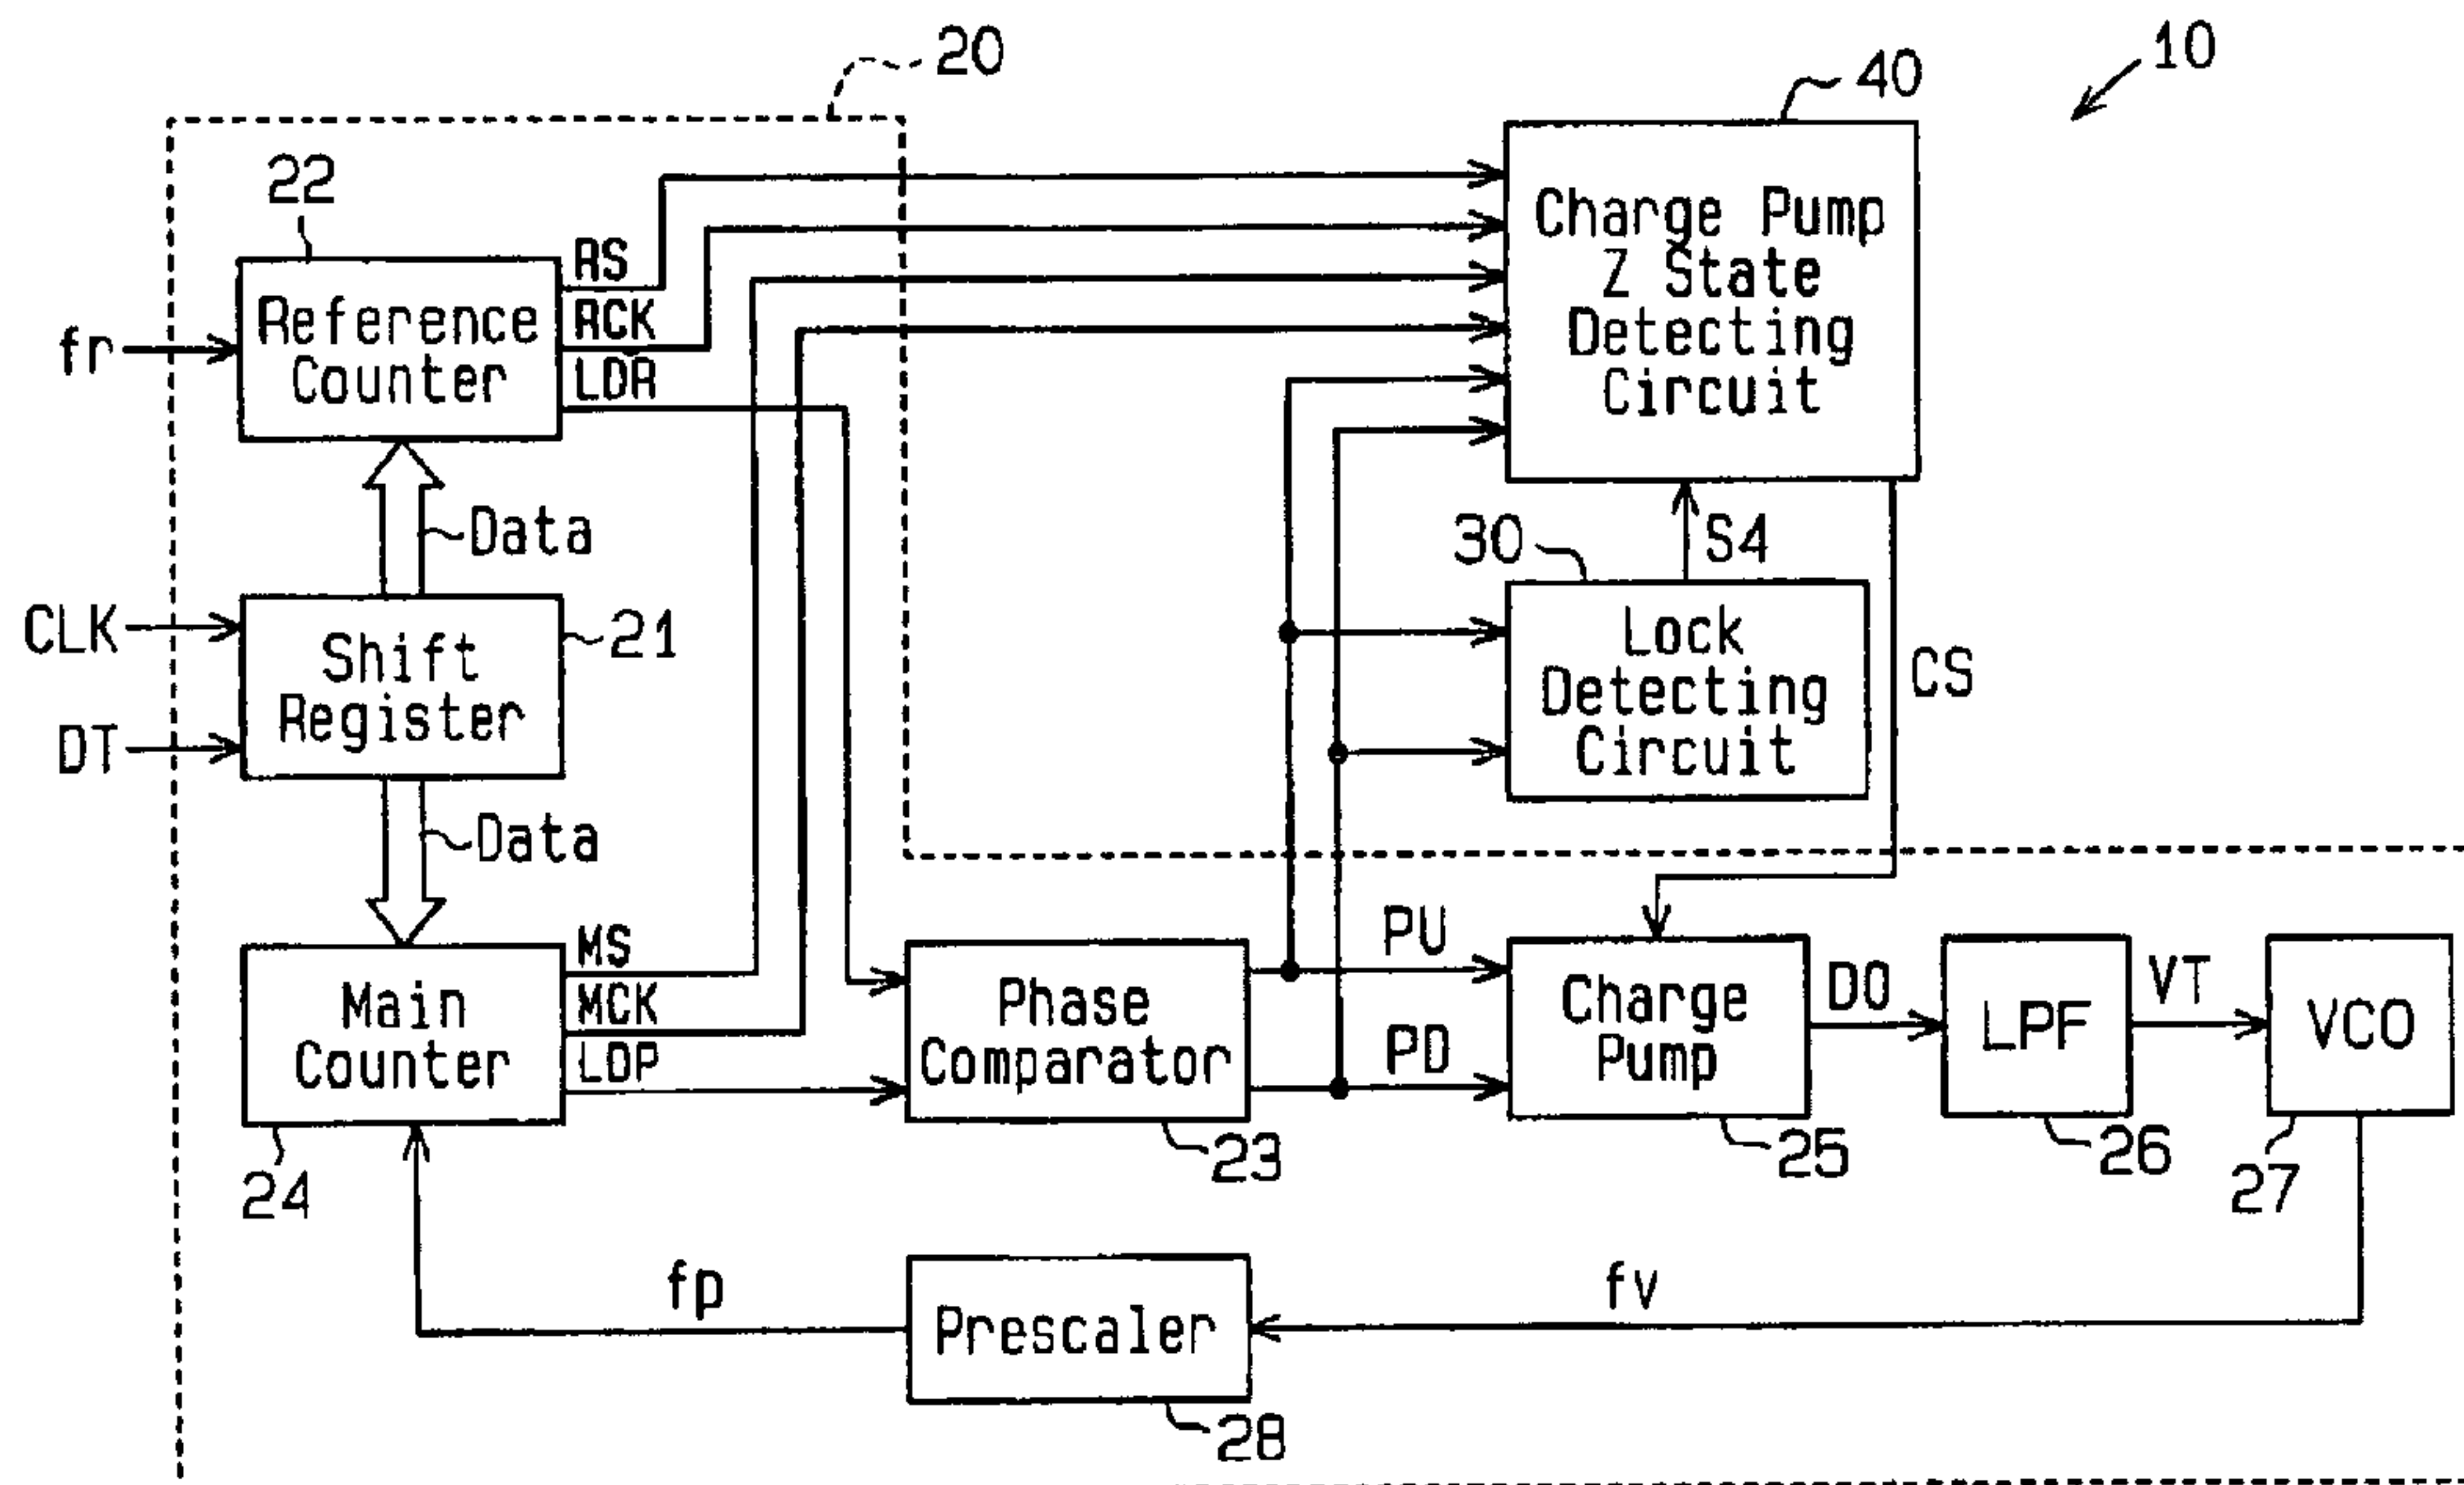 20
40
10
22
Charge Pump
Z State
Detecting
Circuit
RS
Reference
Counter
RCK
fr
LDR
Data
30
S4
CLK
Shift
Register
21
Lock
Detecting
Circuit
CS
DT
Data
MS
Main
Counter
MCK
LDP
Phase
Comparator
PU
PD
Charge
Pump
DO
LPF
VT
VCO
24
23
25
26
27
fp
Prescaler
fv
28